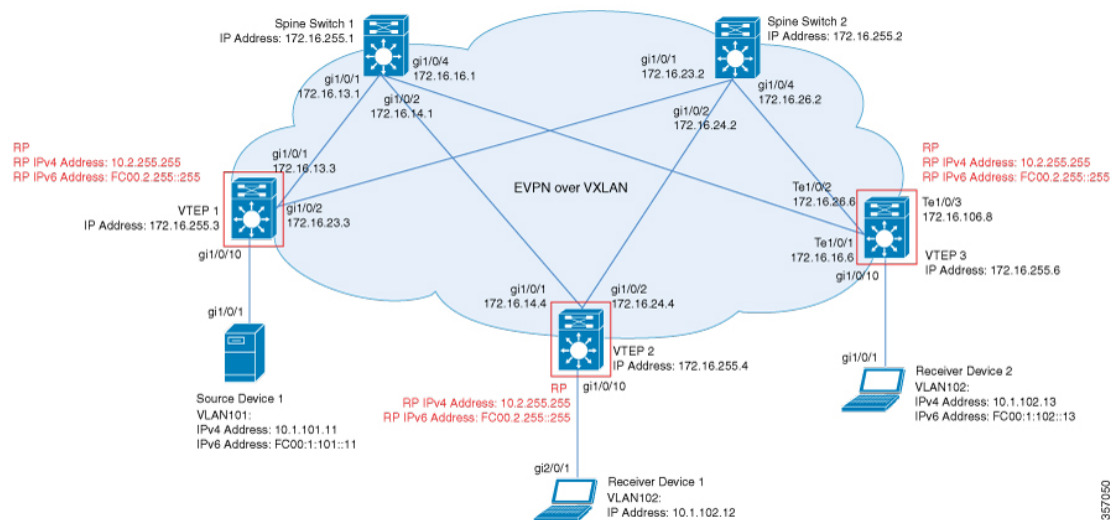 Spine Switch 1
IP Address: 172.16.255.1
Spine Switch 2
IP Address: 172.16.255.2
gi1/0/4
172.16.16.1
gi1/0/1
172.16.13.1
gi1/0/2
172.16.14.1
gi1/0/1
172.16.23.2
gi1/0/4
172.16.26.2
gi1/0/2
172.16.24.2
RP
RP IPv4 Address: 10.2.255.255
RP IPv6 Address: FC00.2.255::255
gi1/0/1
172.16.13.3
VTEP 1
IP Address: 172.16.255.3
gi1/0/2
172.16.23.3
gi1/0/10
EVPN over VXLAN
RP
RP IPv4 Address: 10.2.255.255
RP IPv6 Address: FC00.2.255::255
Te1/0/2
172.16.26.6
Te1/0/3
172.16.106.8
Te1/0/1
172.16.16.6
gi1/0/10
VTEP 3
IP Address: 172.16.255.6
gi1/0/1
172.16.14.4
gi1/0/2
172.16.24.4
VTEP 2
IP Address: 172.16.255.4
gi1/0/10
RP
RP IPv4 Address: 10.2.255.255
RP IPv6 Address: FC00.2.255::255
gi1/0/1
Source Device 1
VLAN101:
IPv4 Address: 10.1.101.11
IPv6 Address: FC00:1:101::11
gi1/0/1
Receiver Device 2
VLAN102:
IPv4 Address: 10.1.102.13
IPv6 Address: FC00:1:102::13
gi2/0/1
Receiver Device 1
VLAN102:
IP Address: 10.1.102.12
357050